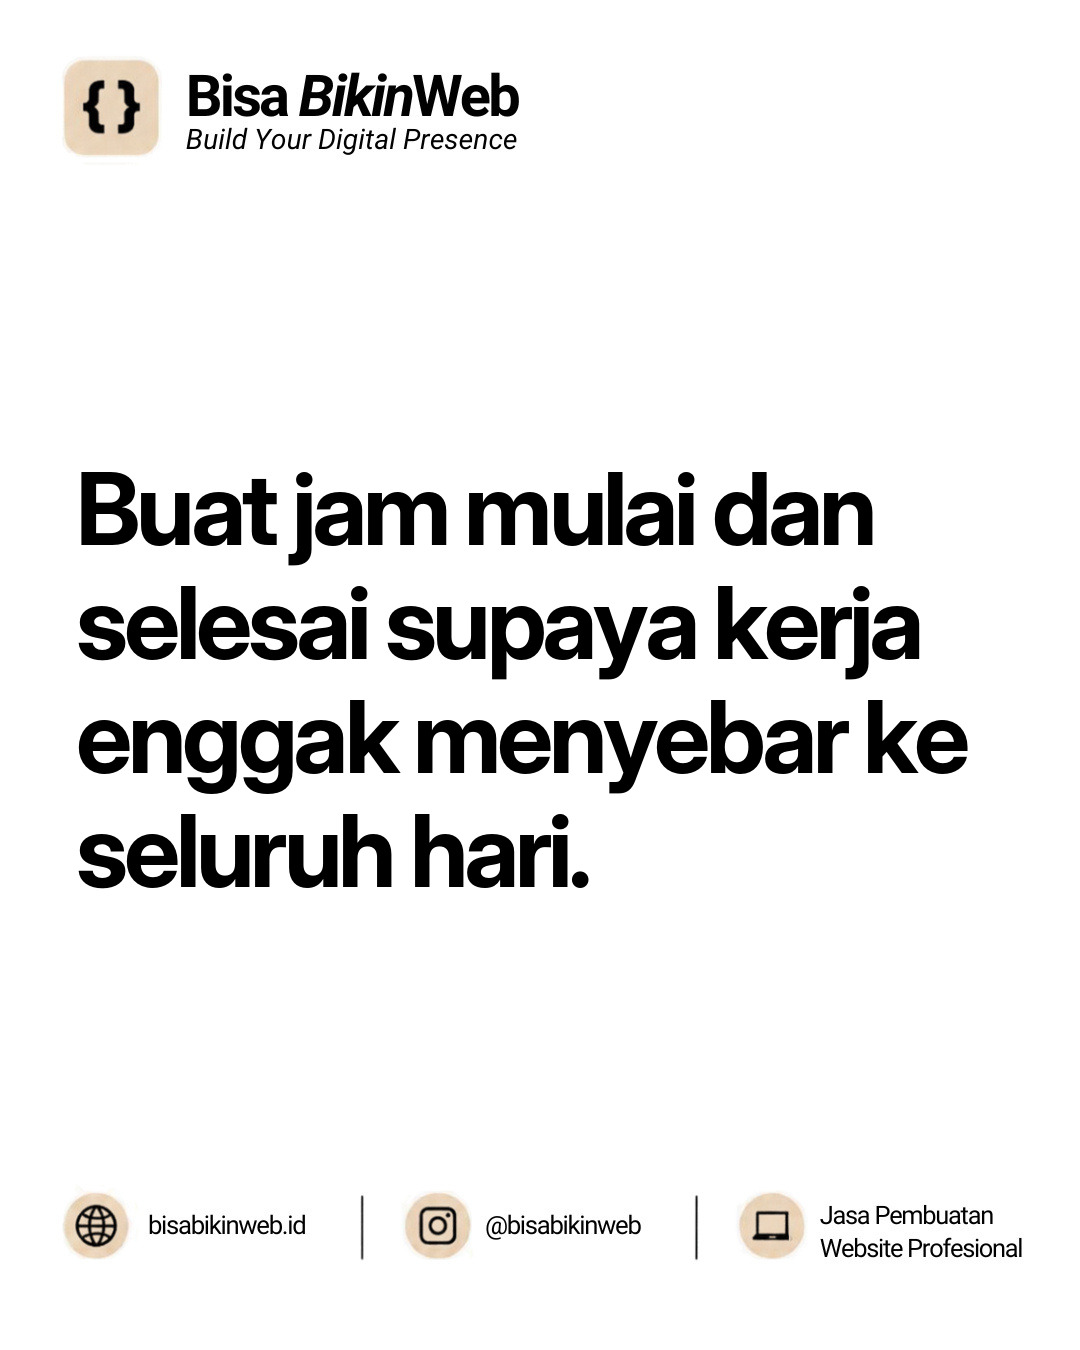 { }
Bisa BikinWeb
Build Your Digital Presence
Buat jam mulai dan
selesai supaya kerja
enggak menyebar ke
seluruh hari.
bisabikinweb.id
@bisabikinweb
Jasa Pembuatan
Website Profesional